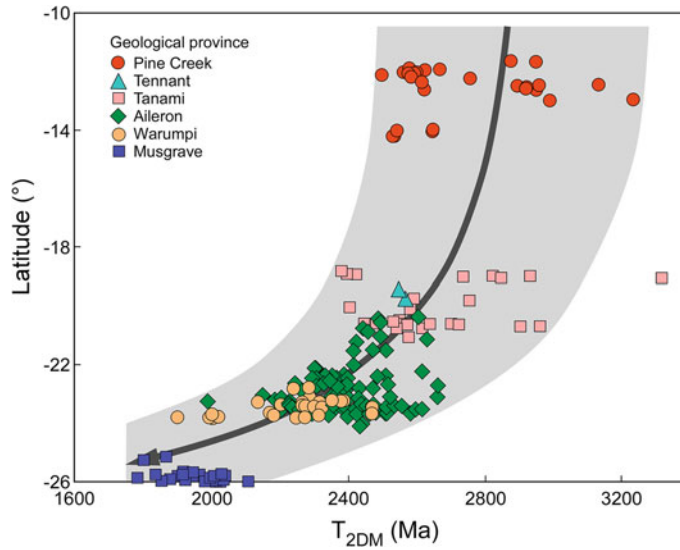 -10
-14
-18
-22
-26
Latitude (°)
Geological province
Pine Creek
Tennant
Tanami
Aileron
Warumpi
Musgrave
1600
2000
2400
2800
3200
T2DM (Ma)